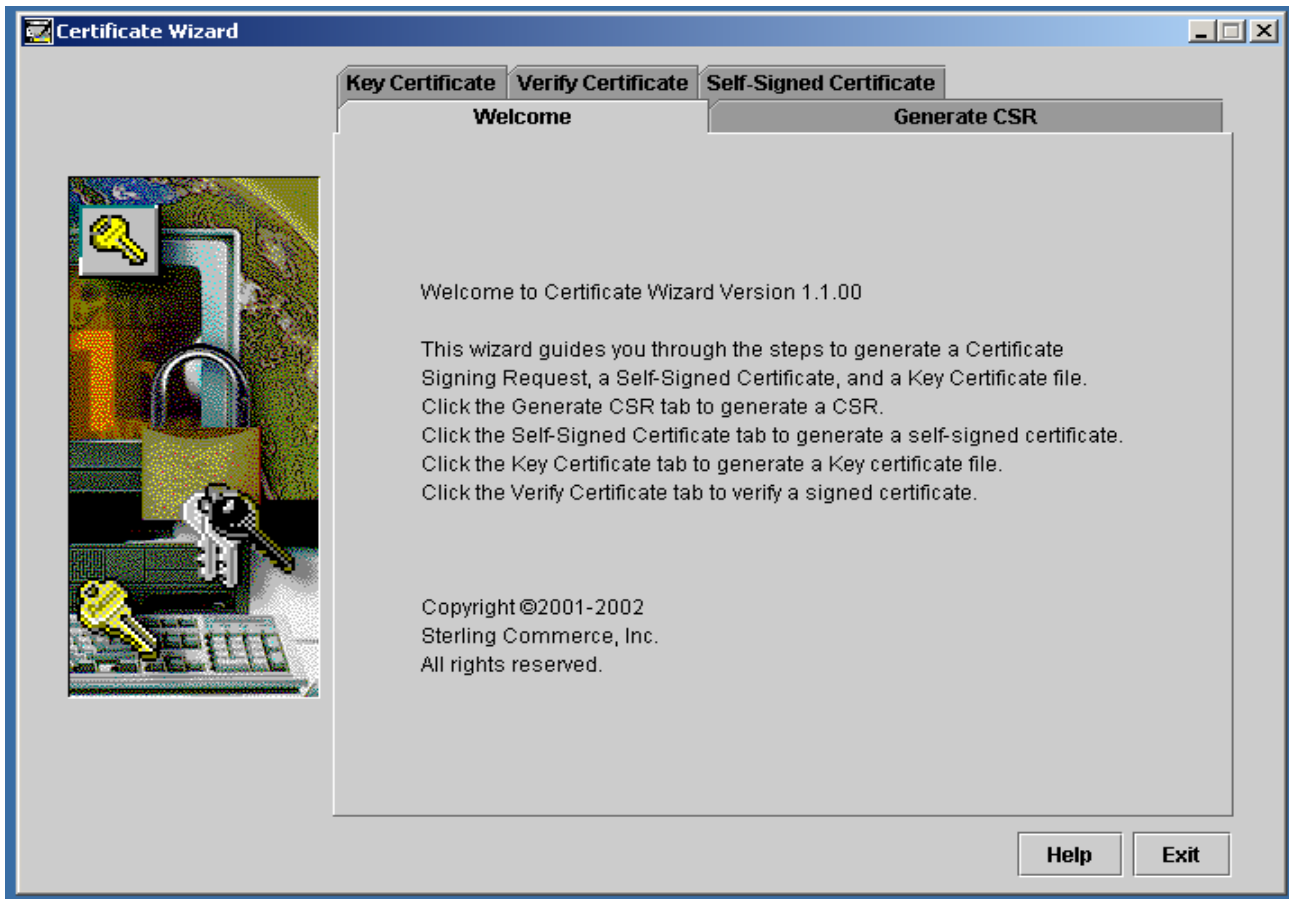 Certificate Wizard
Key Certificate Verify Certificate Self-Signed Certificate
Welcome Generate CSR
Welcome to Certificate Wizard Version 1.1.00
This wizard guides you through the steps to generate a Certificate
Signing Request, a Self-Signed Certificate, and a Key Certificate file.
Click the Generate CSR tab to generate a CSR.
Click the Self-Signed Certificate tab to generate a self-signed certificate.
Click the Key Certificate tab to generate a Key certificate file.
Click the Verify Certificate tab to verify a signed certificate.
Copyright ©2001-2002
Sterling Commerce, Inc.
All rights reserved.
Help Exit